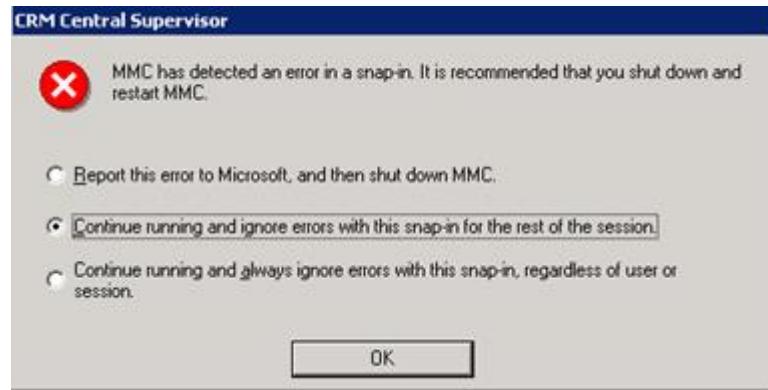 CRM Central Supervisor
MMC has detected an error in a snap-in. It is recommended that you shut down and
restart MMC.
Report this error to Microsoft, and then shut down MMC.
Continue running and ignore errors with this snap-in for the rest of the session.
Continue running and always ignore errors with this snap-in, regardless of user or
session.
OK